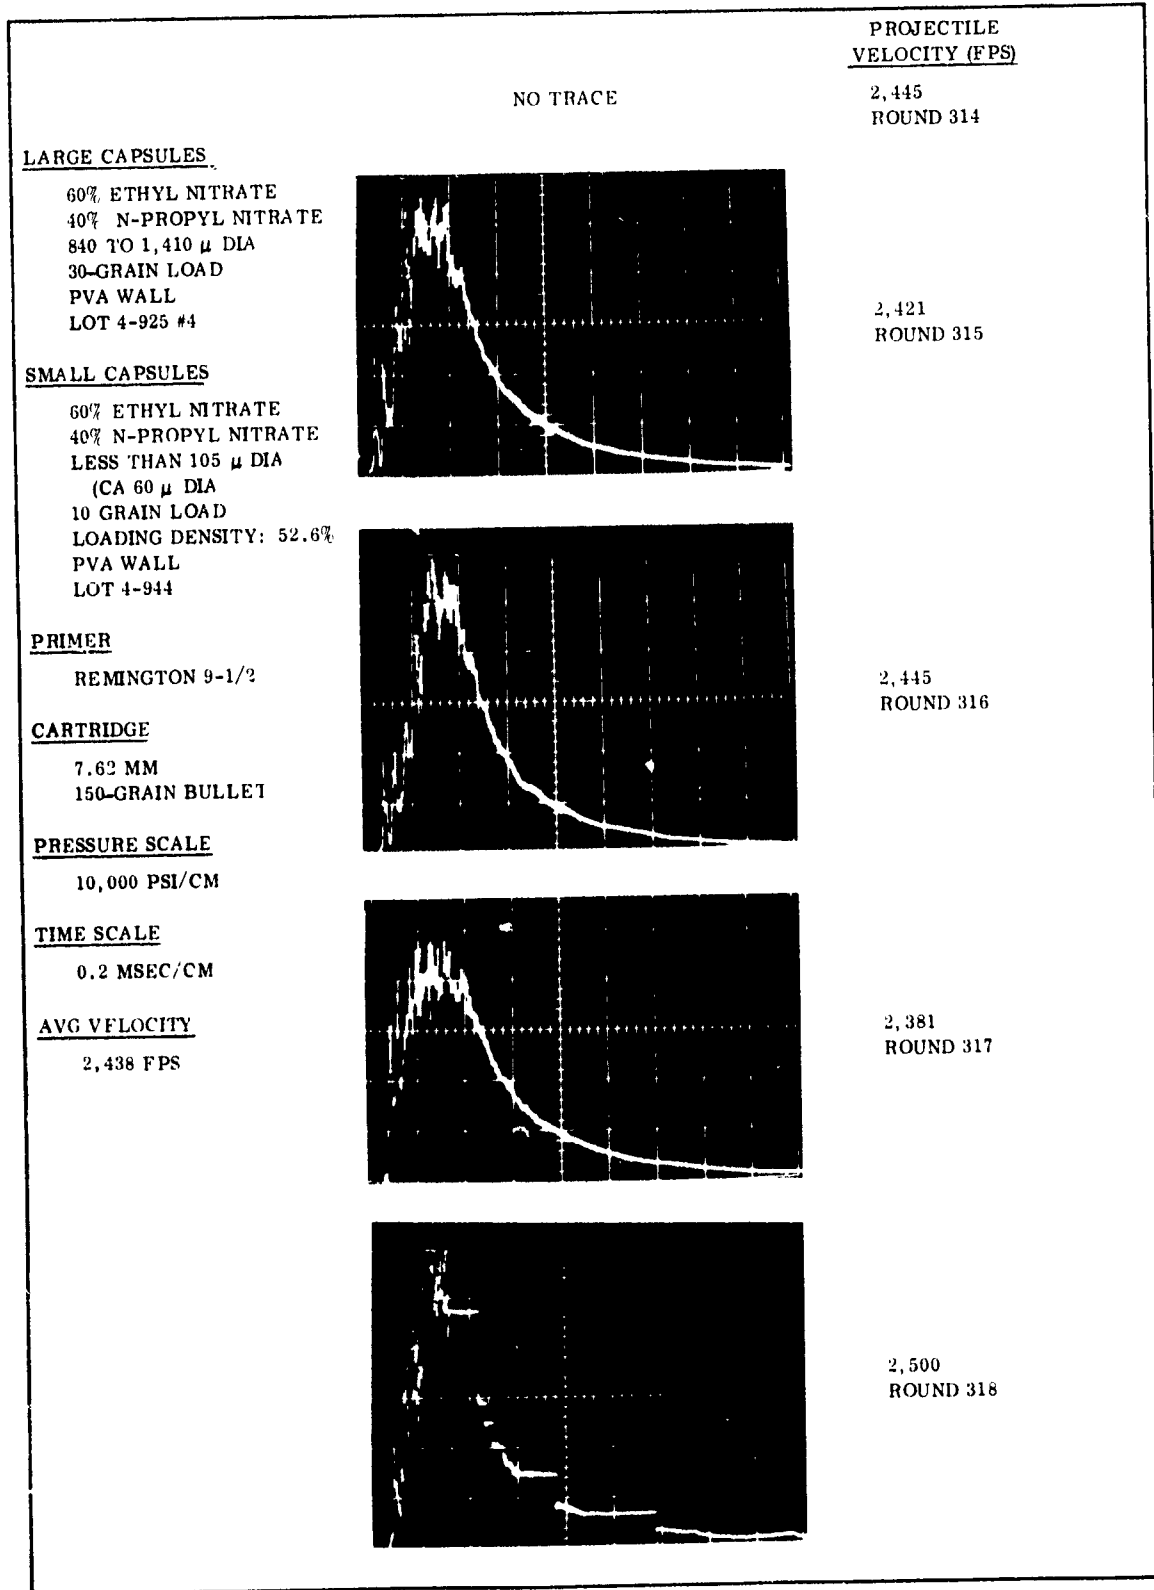 PROJECTILE
VELOCITY (FPS)
NO TRACE
2,445
ROUND 314
LARGE CAPSULES
60% ETHYL NITRATE
40% N-PROPYL NITRATE
840 TO 1,410 µ DIA
30-GRAIN LOAD
PVA WALL
LOT 4-925 #4
2,421
ROUND 315
SMALL CAPSULES
60% ETHYL NITRATE
40% N-PROPYL NITRATE
LESS THAN 105 µ DIA
(CA 60 µ DIA
10 GRAIN LOAD
LOADING DENSITY: 52.6%
PVA WALL
LOT 4-944
PRIMER
REMINGTON 9-1/2
2,445
ROUND 316
CARTRIDGE
7.62 MM
150-GRAIN BULLET
PRESSURE SCALE
10,000 PSI/CM
TIME SCALE
0.2 MSEC/CM
AVG VELOCITY
2,438 FPS
2,381
ROUND 317
2,500
ROUND 318